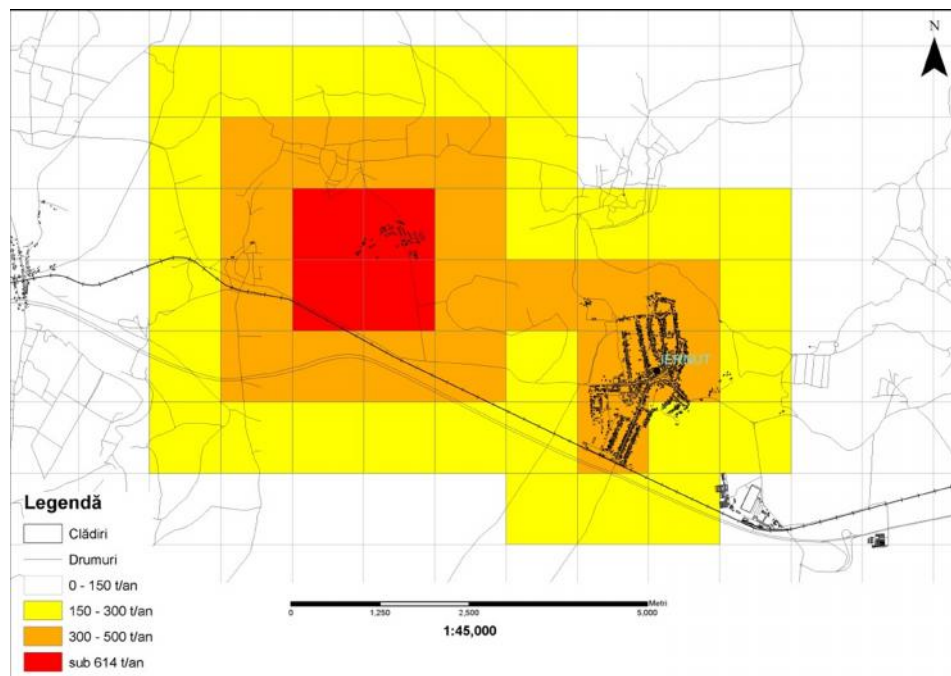 N
IERNUT
Legendă
Clădiri
Drumuri
0 - 150 t/an
150 - 300 t/an
300 - 500 t/an
sub 614 t/an
Metri
0 1,250 2,500 5,000
1:45,000